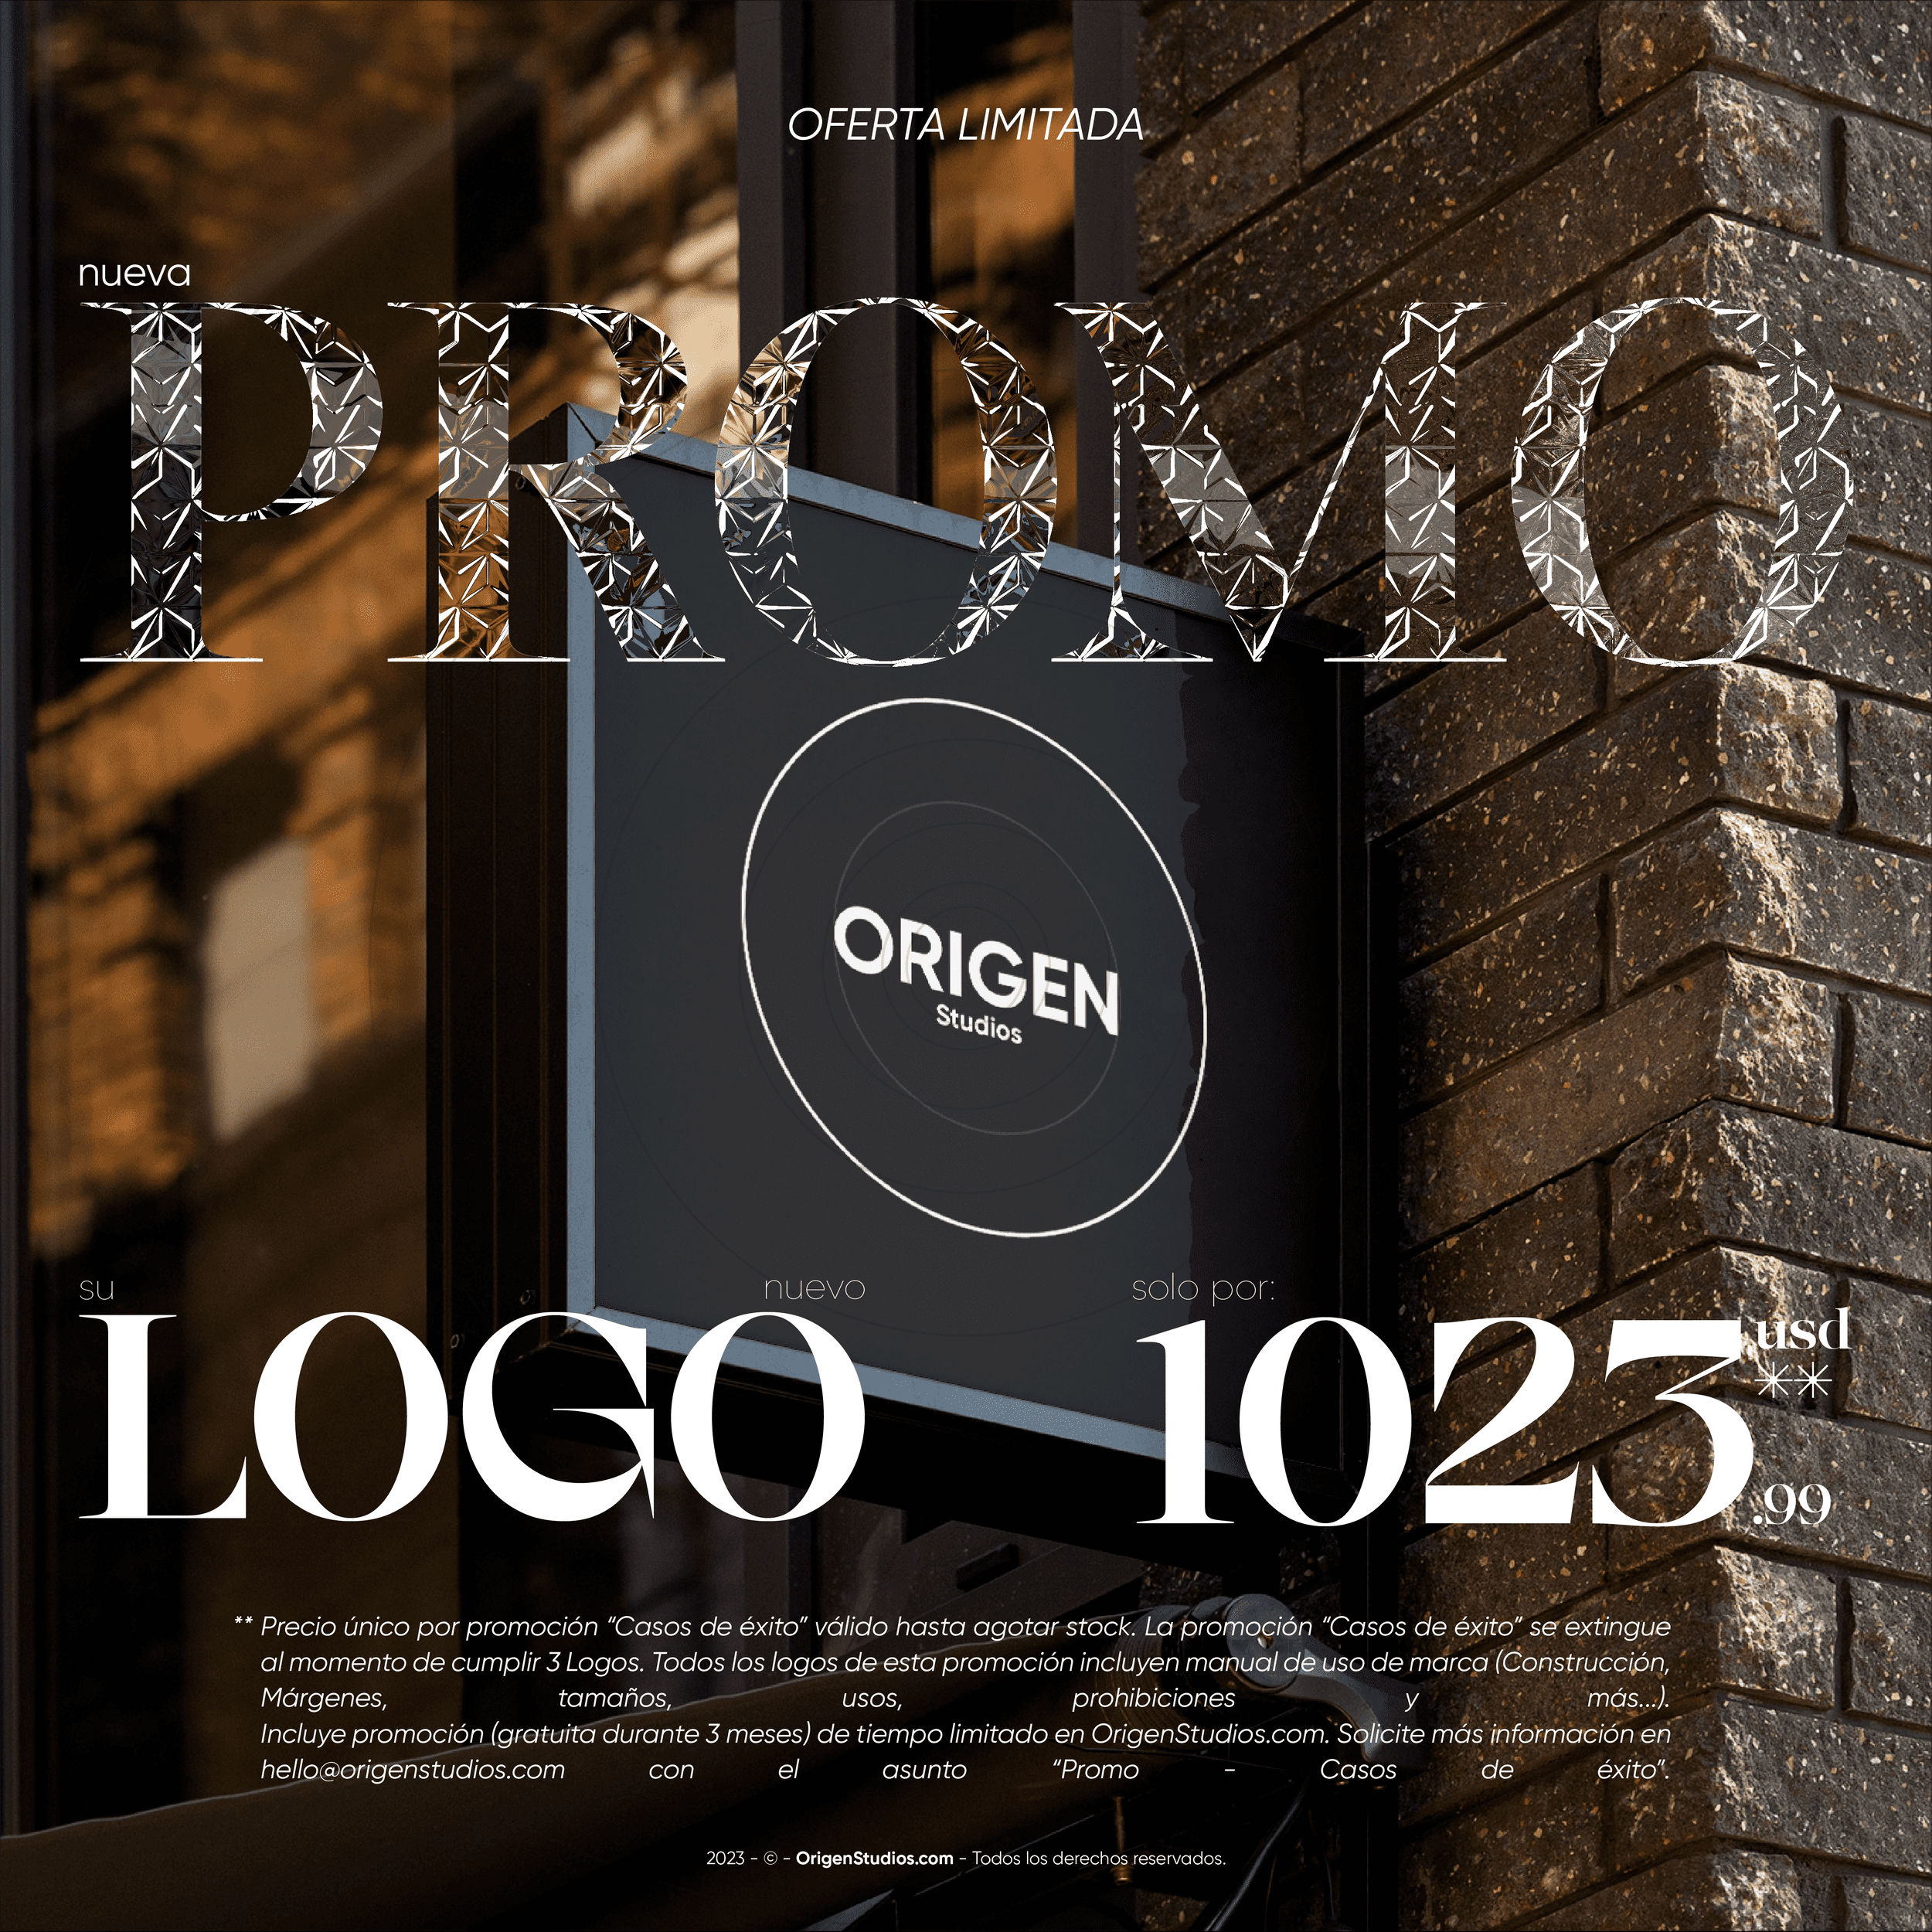 OFERTA LIMITADA
nueva
PROMO
ORIGEN
Studios
su nuevo solo por:
LOGO 1023 usd
**
.99
** Precio único por promoción “Casos de éxito” válido hasta agotar stock. La promoción “Casos de éxito” se extingue
al momento de cumplir 3 Logos. Todos los logos de esta promoción incluyen manual de uso de marca (Construcción,
Márgenes, tamaños, usos, prohibiciones y más...).
Incluye promoción (gratuita durante 3 meses) de tiempo limitado en OrigenStudios.com. Solicite más información en
hello@origenstudios.com con el asunto “Promo - Casos de éxito”.
2023 - © - OrigenStudios.com - Todos los derechos reservados.